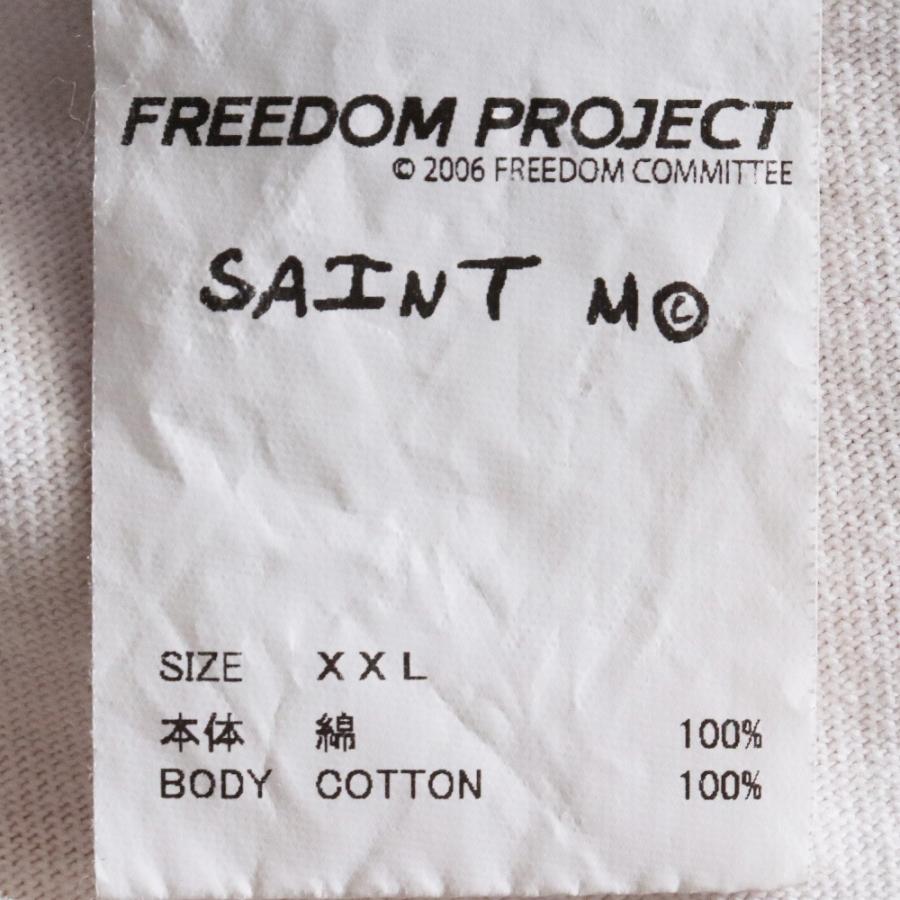 FREEDOM PROJECT
© 2006 FREEDOM COMMITTEE
SAINT M©
SIZE XXL
本体 綿 100%
BODY COTTON 100%